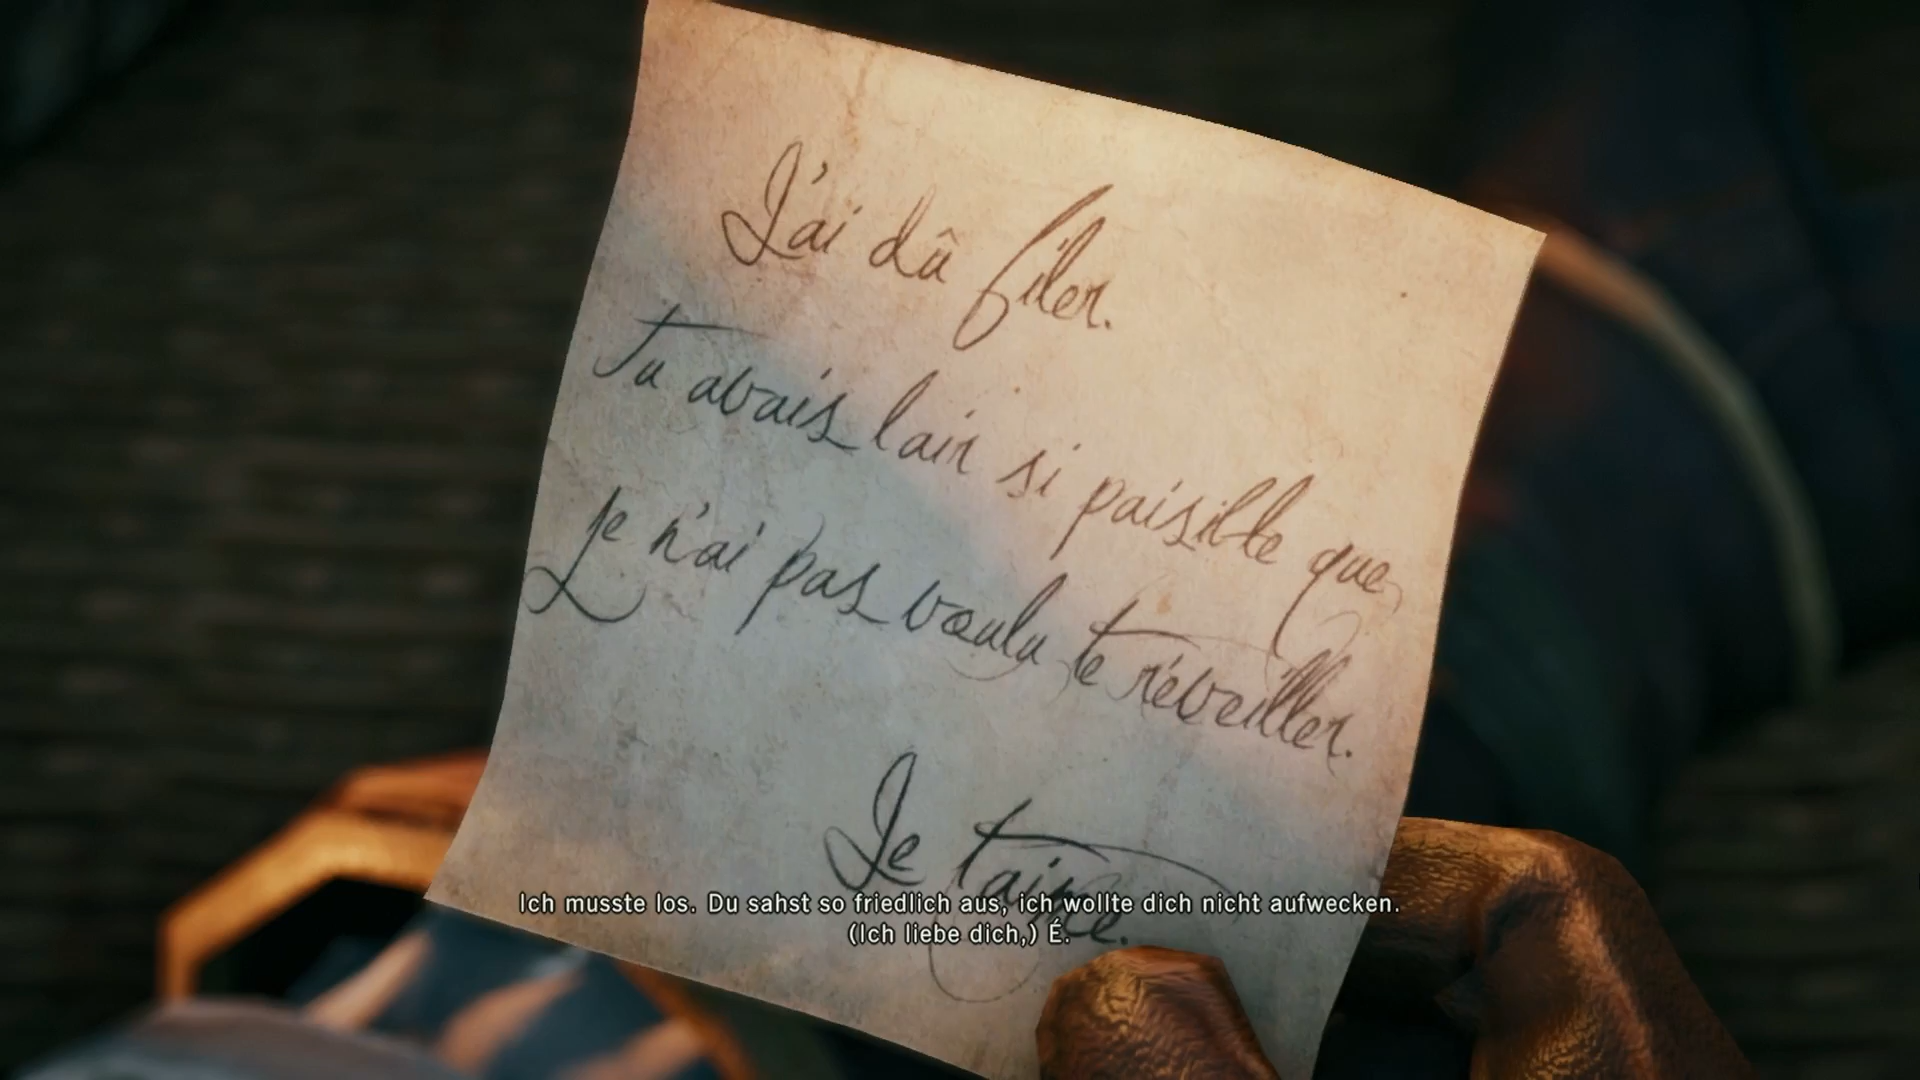 J'ai dû filer.
Tu avais lair si paisible que
je n'ai pas voulu te réveiller.
Je t'aime.
Ich musste los. Du sahst so friedlich aus, ich wollte dich nicht aufwecken.
(Ich liebe dich,) É.